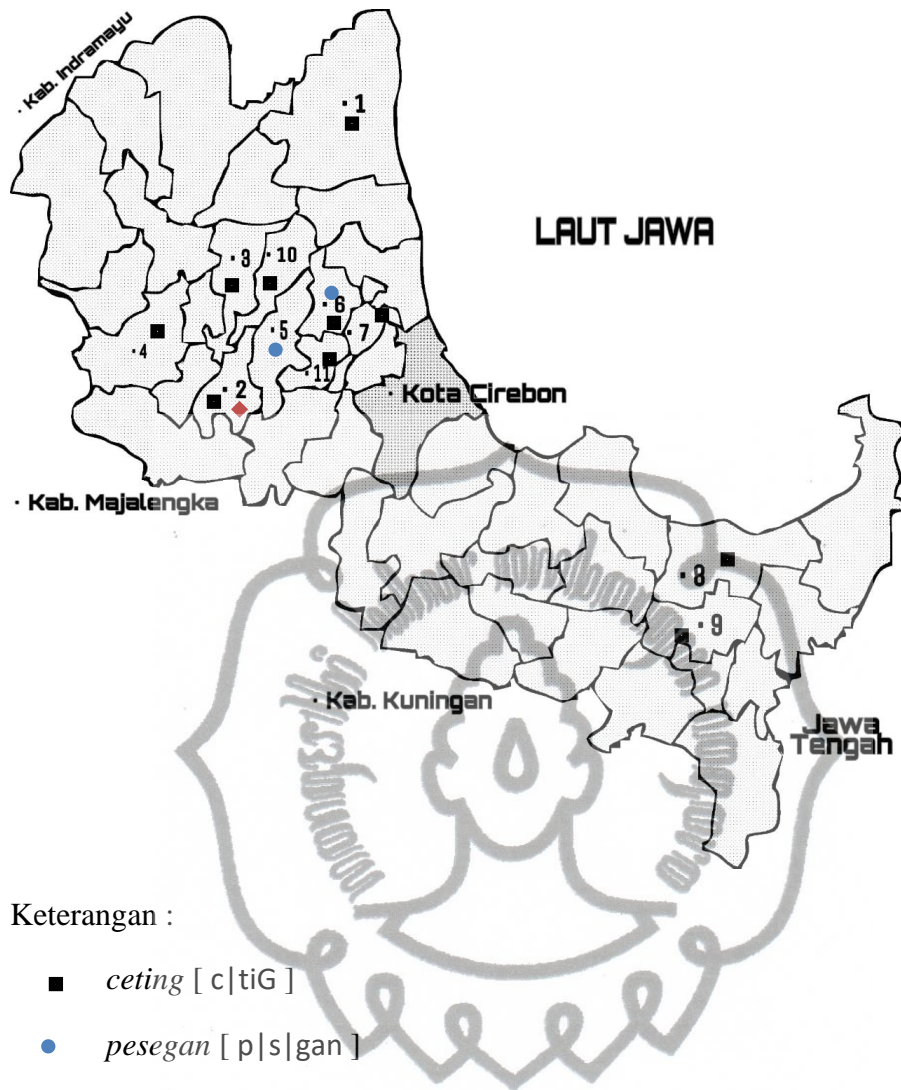 · Kab. Indramayu
· 1
LAUT JAWA
· 3
· 10
· 6
· 5
· 7
· 4
· 11
· 2
· Kota Cirebon
· Kab. Majalengka
· 8
· 9
· Kab. Kuningan
Jawa
Tengah
Keterangan :
ceting [ c|tiG ]
pesegan [ p|s|gan ]